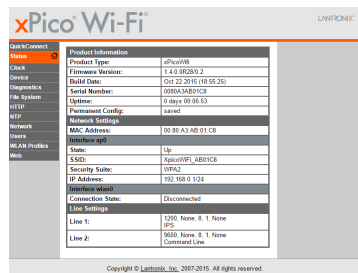 xPico® Wi-Fi®
LANTRONIX®
QuickConnect
Status
Clock
Device
Diagnostics
File System
HTTP
NTP
Network
Users
WLAN Profiles
Web
Product Information
Product Type: xPicoWifi
Firmware Version: 1.4.0.0R28/0.2
Build Date: Oct 22 2015 (18:55:25)
Serial Number: 0080A3AB01C8
Uptime: 0 days 00:06:53
Permanent Config: saved
Network Settings
MAC Address: 00:80:A3:AB:01:C8
Interface ap0
State: Up
SSID: XpicoWiFi_AB01C8
Security Suite: WPA2
IP Address: 192.168.0.1/24
Interface wlan0
Connection State: Disconnected
Line Settings
Line 1: 1200, None, 8, 1, None
IPS
Line 2: 9600, None, 8, 1, None
Command Line
Copyright © Lantronix, Inc. 2007-2015. All rights reserved.